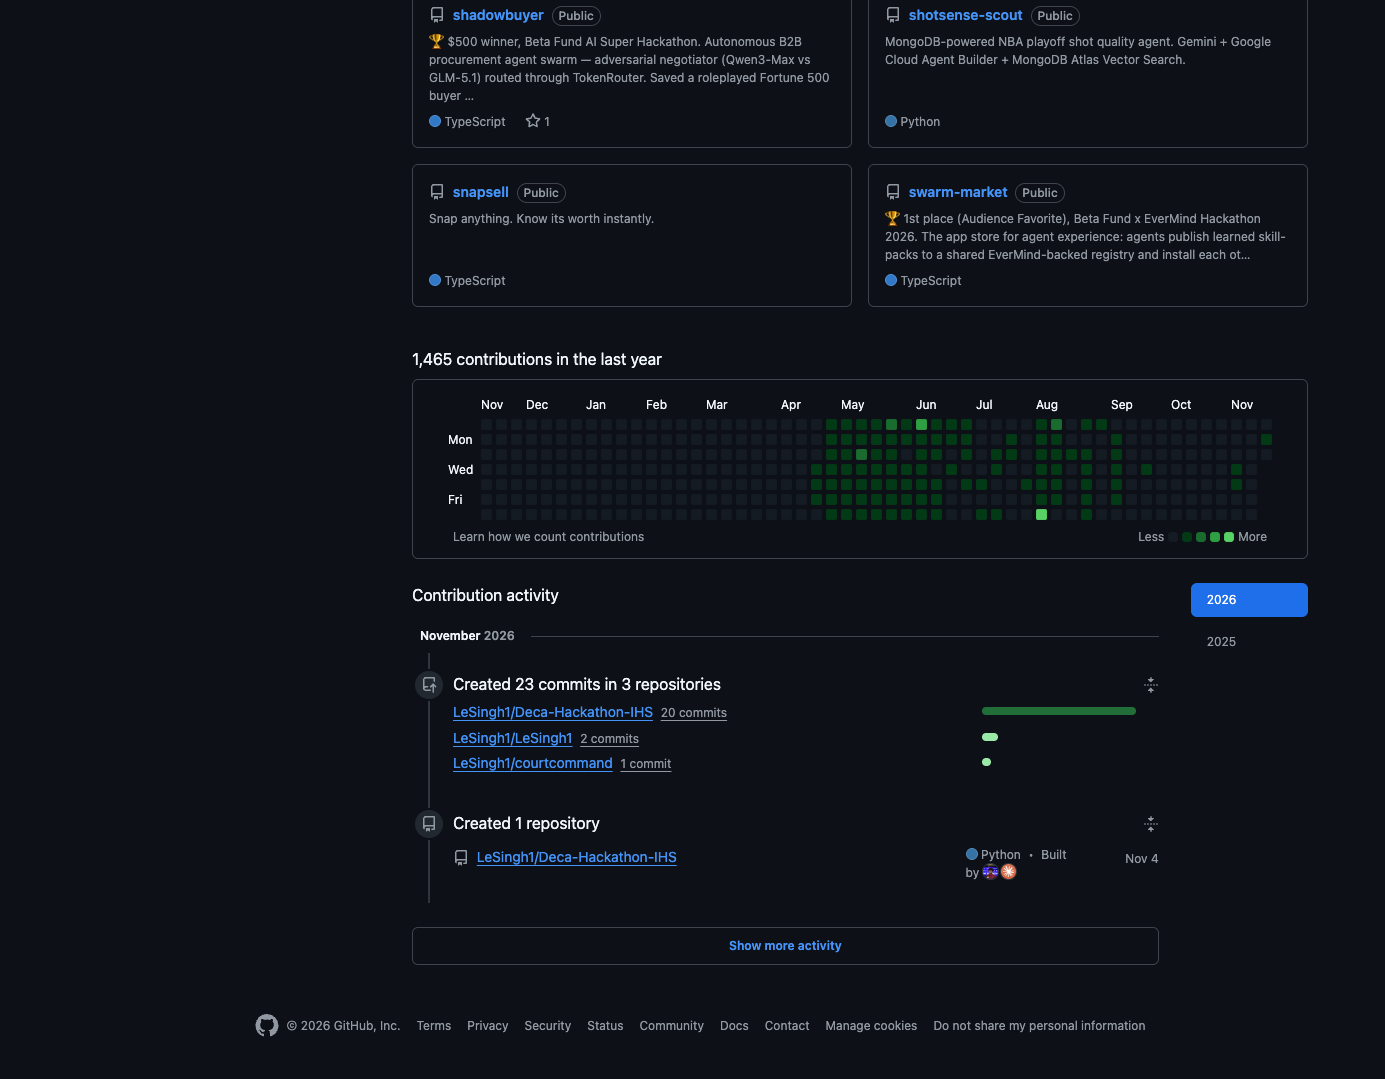 shadowbuyer Public
🏆 $500 winner, Beta Fund AI Super Hackathon. Autonomous B2B
procurement agent swarm — adversarial negotiator (Qwen3-Max vs
GLM-5.1) routed through TokenRouter. Saved a roleplayed Fortune 500
buyer ...
TypeScript 1
shotsense-scout Public
MongoDB-powered NBA playoff shot quality agent. Gemini + Google
Cloud Agent Builder + MongoDB Atlas Vector Search.
Python
snapsell Public
Snap anything. Know its worth instantly.
TypeScript
swarm-market Public
🏆 1st place (Audience Favorite), Beta Fund x EverMind Hackathon
2026. The app store for agent experience: agents publish learned skill-
packs to a shared EverMind-backed registry and install each ot...
TypeScript
1,465 contributions in the last year
Nov Dec Jan Feb Mar Apr May Jun Jul Aug Sep Oct Nov
Mon
Wed
Fri
Learn how we count contributions
Less More
Contribution activity
2026
2025
November 2026
Created 23 commits in 3 repositories
LeSingh1/Deca-Hackathon-IHS 20 commits
LeSingh1/LeSingh1 2 commits
LeSingh1/courtcommand 1 commit
Created 1 repository
LeSingh1/Deca-Hackathon-IHS
Python • Built
by
Nov 4
Show more activity
© 2026 GitHub, Inc. Terms Privacy Security Status Community Docs Contact Manage cookies Do not share my personal information